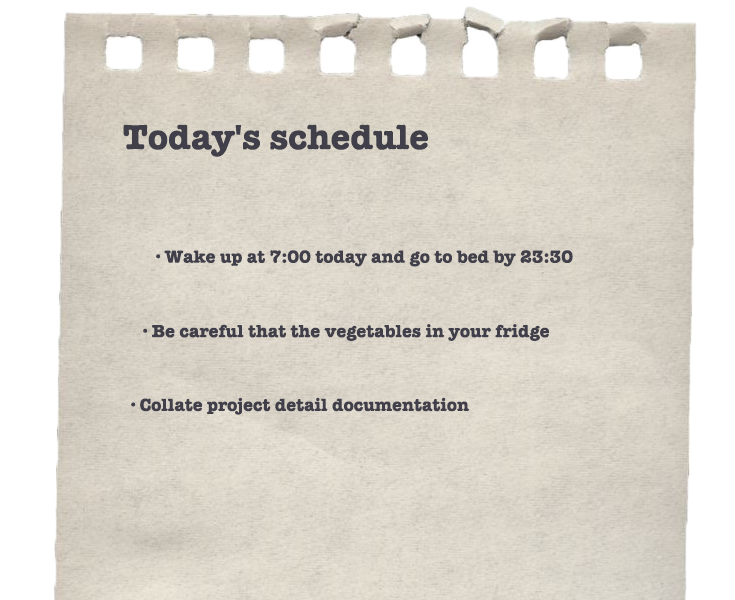 Today's schedule
· Wake up at 7:00 today and go to bed by 23:30
· Be careful that the vegetables in your fridge
· Collate project detail documentation